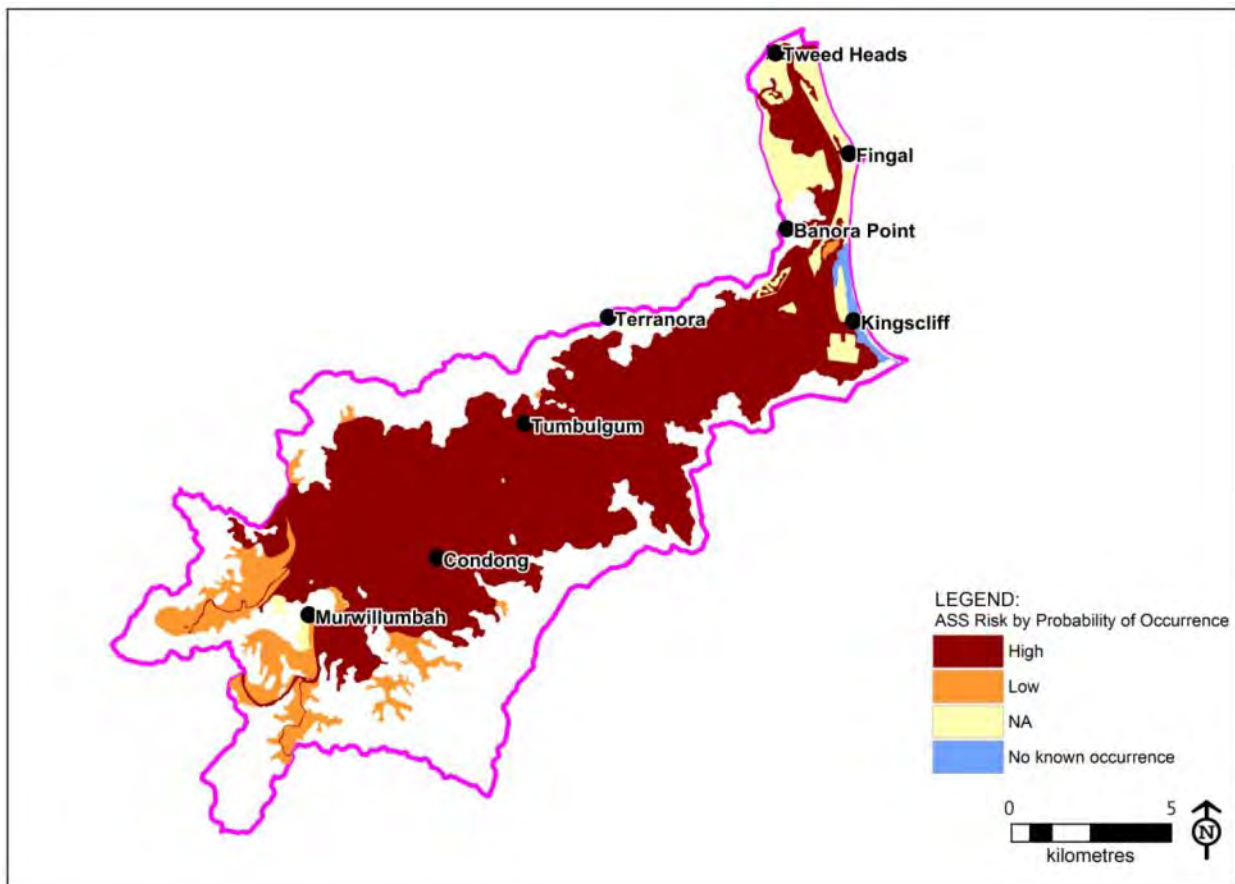 Tweed Heads
Fingal
Banora Point
Terranora
Kingscliff
Tumbulgum
Condong
Murwillumbah
LEGEND:
ASS Risk by Probability of Occurrence
High
Low
NA
No known occurrence
0 5
kilometres
N